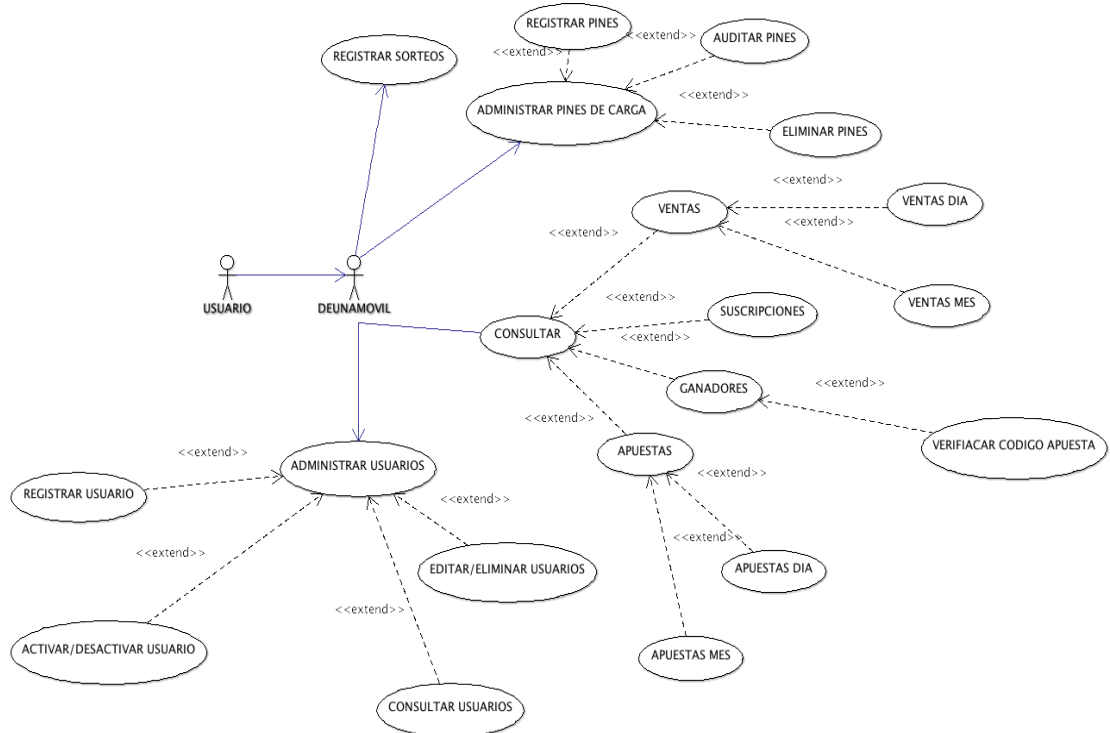 REGISTRAR PINES
<<extend>>
AUDITAR PINES
<<extend>>
REGISTRAR SORTEOS
<<extend>>
ADMINISTRAR PINES DE CARGA
ELIMINAR PINES
<<extend>>
VENTAS DIA
VENTAS
<<extend>>
<<extend>>
USUARIO
DEUNAMOVIL
<<extend>>
VENTAS MES
SUSCRIPCIONES
CONSULTAR
<<extend>>
GANADORES
<<extend>>
<<extend>>
VERIFIACAR CODIGO APUESTA
APUESTAS
<<extend>>
ADMINISTRAR USUARIOS
<<extend>>
REGISTRAR USUARIO
<<extend>>
<<extend>>
<<extend>>
EDITAR/ELIMINAR USUARIOS
APUESTAS DIA
<<extend>>
ACTIVAR/DESACTIVAR USUARIO
APUESTAS MES
CONSULTAR USUARIOS